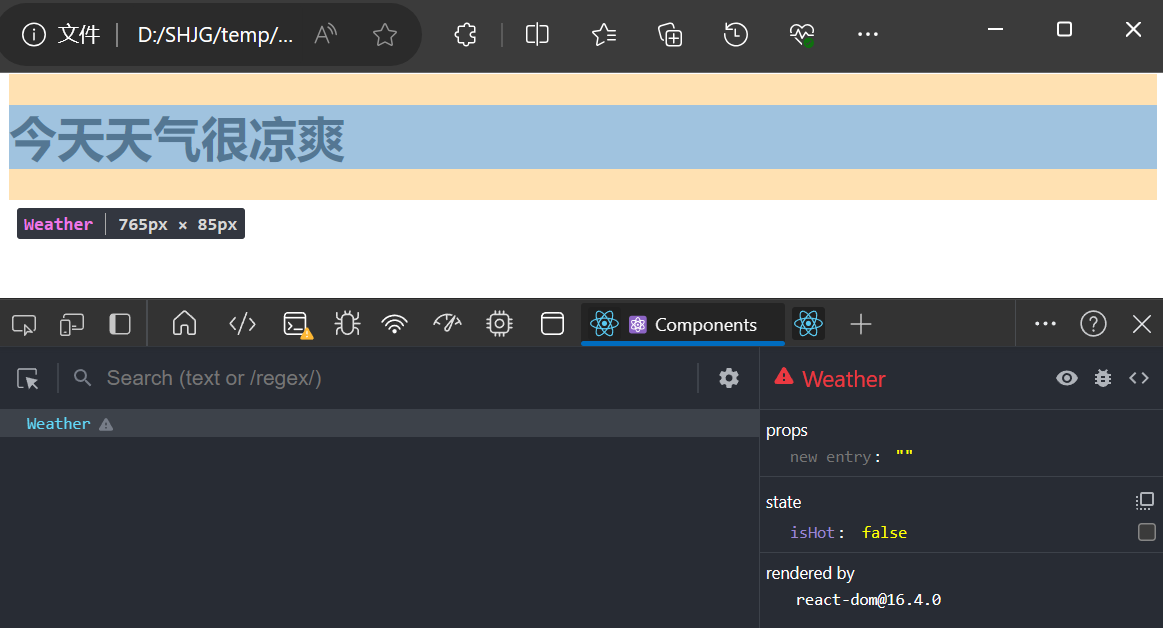 文件 D:/SHJG/temp/... A
今天天气很凉爽
Weather 765px × 85px
Components
Search (text or /regex/)
Weather
Weather
props
new entry: ""
state
isHot: false
rendered by
react-dom@16.4.0